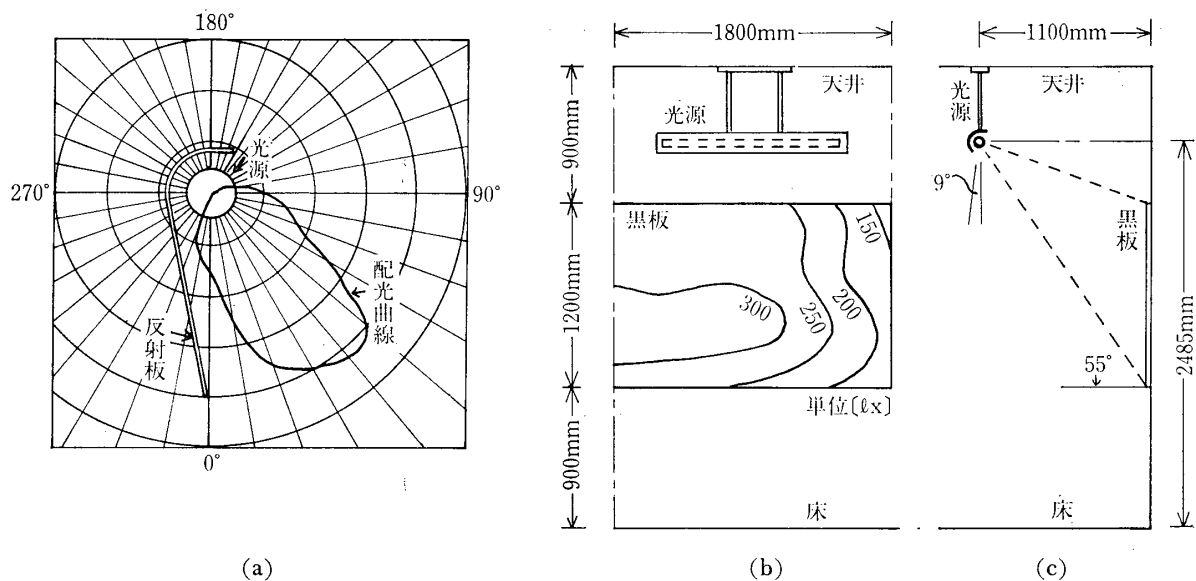 180°
270°
90°
0°
光源
配光曲線
反射板
(a)
1800mm
900mm
1200mm
900mm
天井
光源
黒板
150
200
250
300
単位〔ℓx〕
床
(b)
1100mm
天井
光源
9°
黒板
55°
2485mm
床
(c)